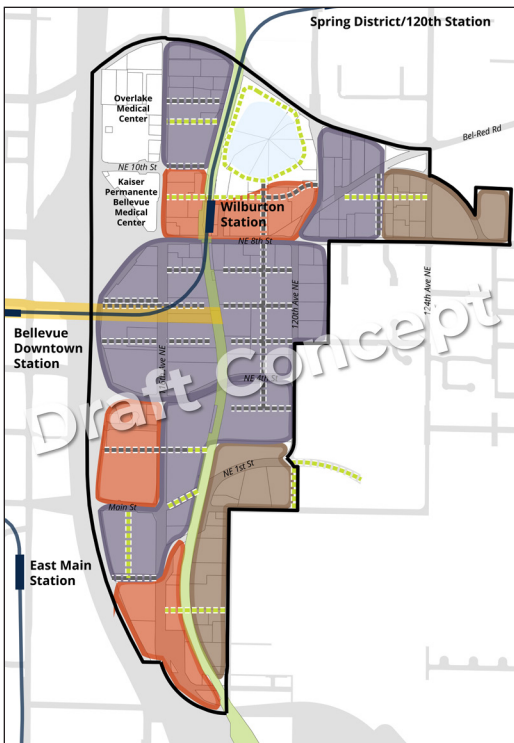 Spring District/120th Station
Overlake
Medical
Center
Bel-Red Rd
NE 10th St
Kaiser
Permanente
Bellevue
Medical
Center
Wilburton
Station
NE 8th St
120th Ave NE
124th Ave NE
Bellevue
Downtown
Station
Draft Concept
NE 4th St
NE 1st St
Main St
East Main
Station